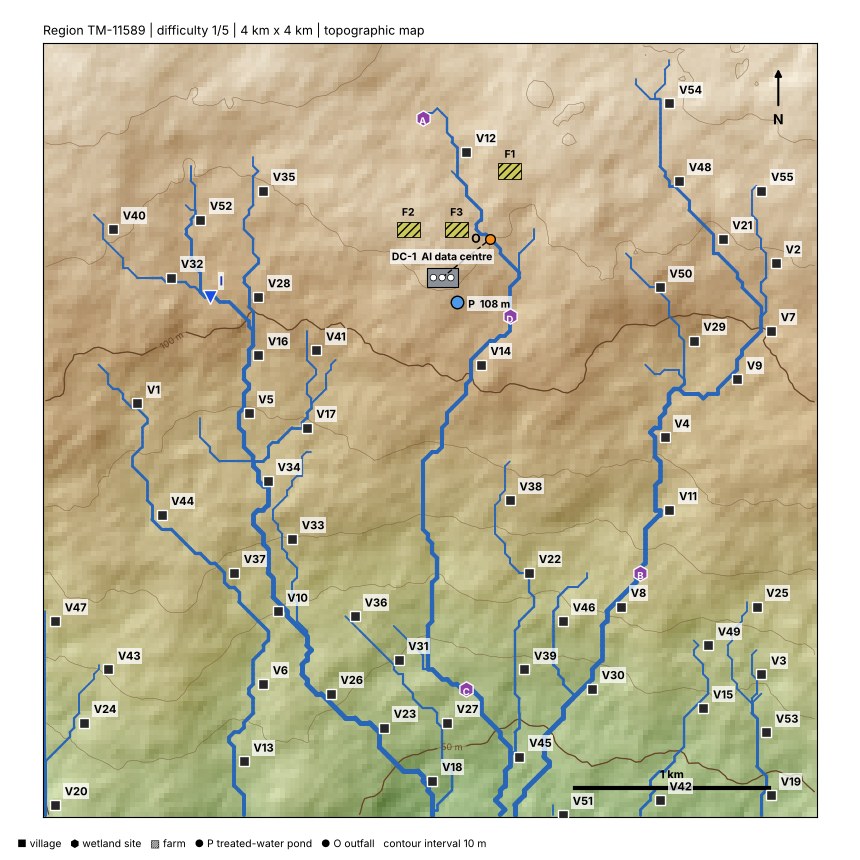 Region TM-11589 | difficulty 1/5 | 4 km x 4 km | topographic map
V54
N
A
V12
F1
V48
V55
V35
V52
V40
F2
F3
O
V21
V2
DC-1 AI data centre
V32
I
V50
V28
P 108 m
D
V7
V29
V41
100 m
V16
V14
V9
V1
V5
V17
V4
V34
V38
V11
V44
V33
V37
V22
B
V47
V10
V36
V46
V8
V25
V49
V31
V43
V6
V39
V3
V26
C
V30
V15
V24
V23
V27
V53
V13
50 m
V45
V18
1 km
V42
V19
V20
V51
village wetland site farm P treated-water pond O outfall contour interval 10 m